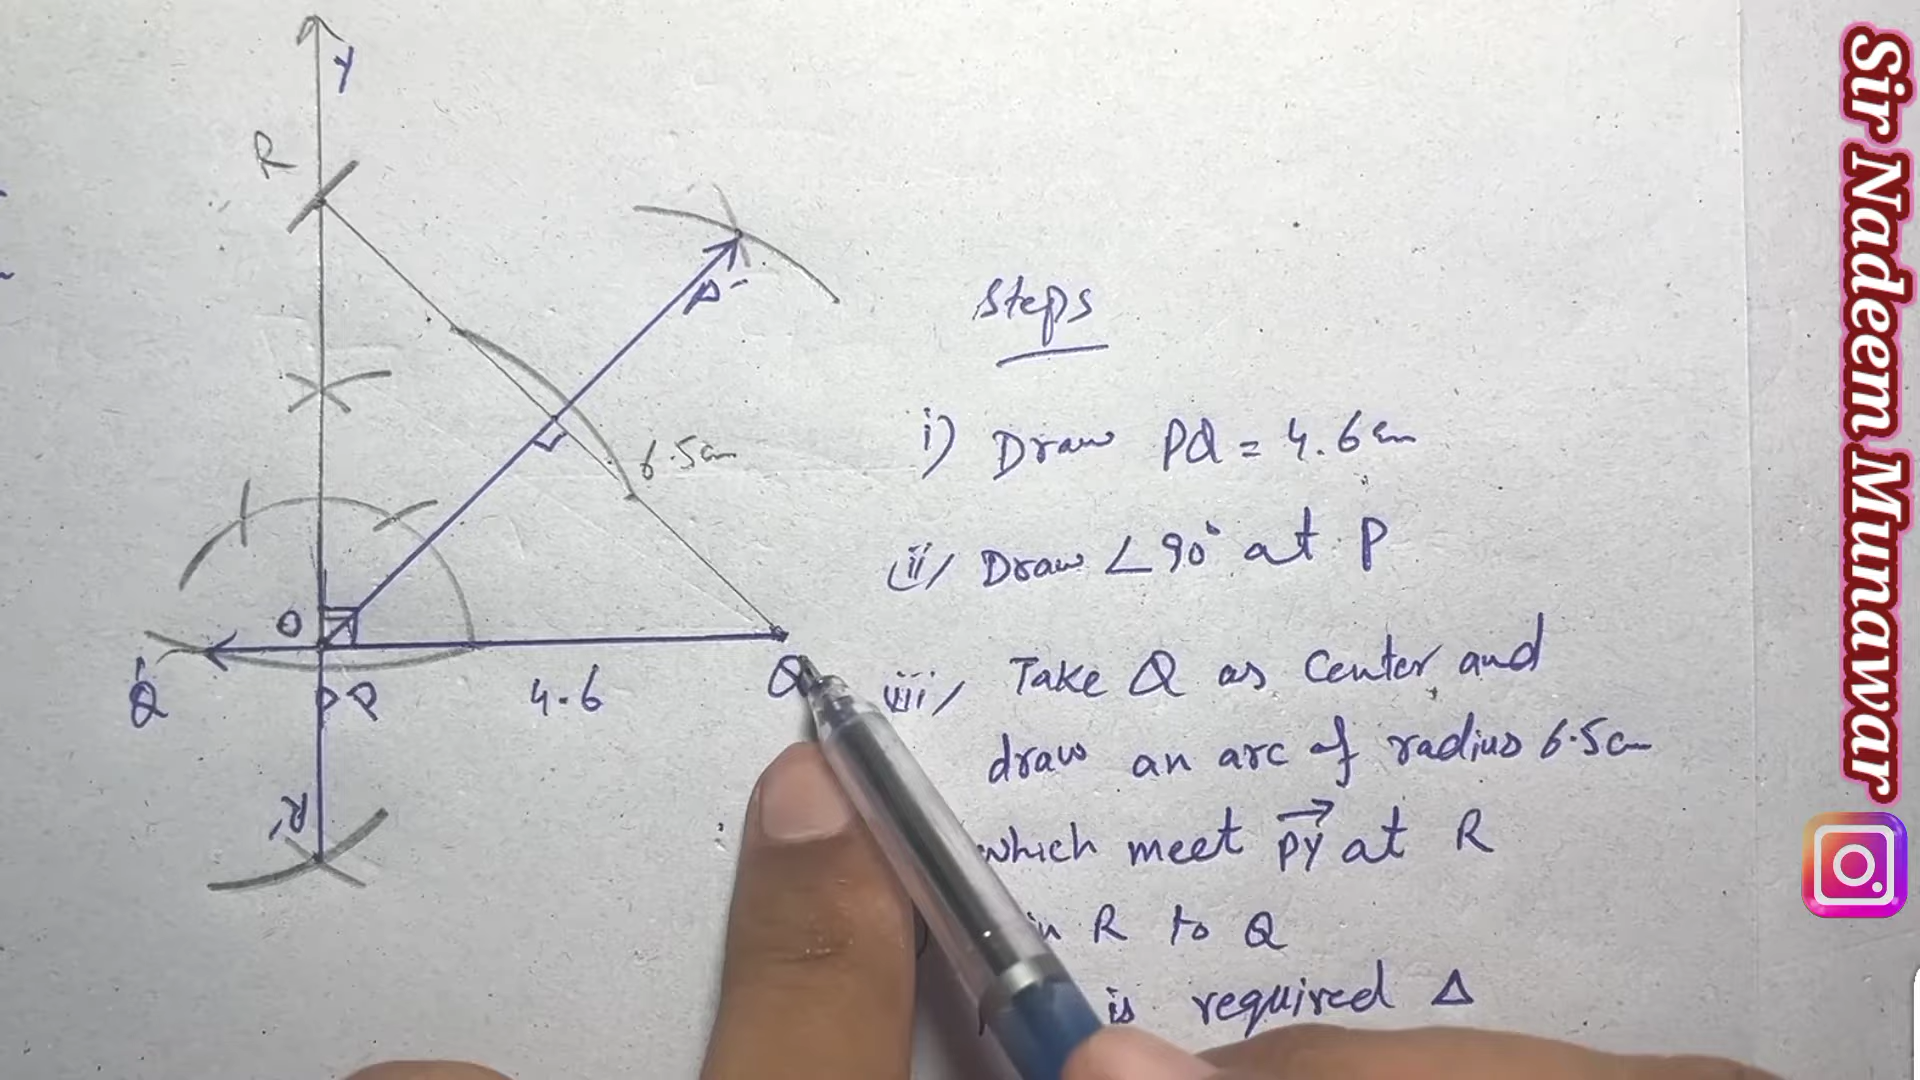 Y
R
P'
6.5cm
O
Q'
P
4.6
Q
R'
Steps
i) Draw PQ = 4.6cm
(ii) Draw ∠90° at P
(iii) Take Q as Center and
draw an arc of radius 6.5cm
which meet PY at R
R to Q
is required Δ
Sir Nadeem Munawar